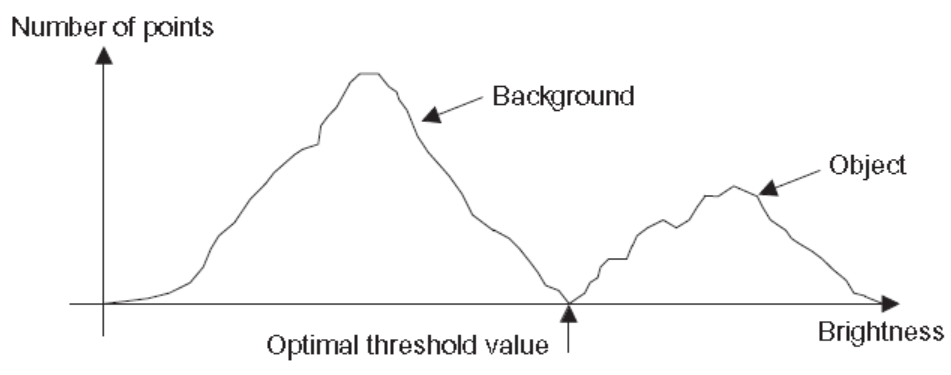 Number of points
Background
Object
Brightness
Optimal threshold value